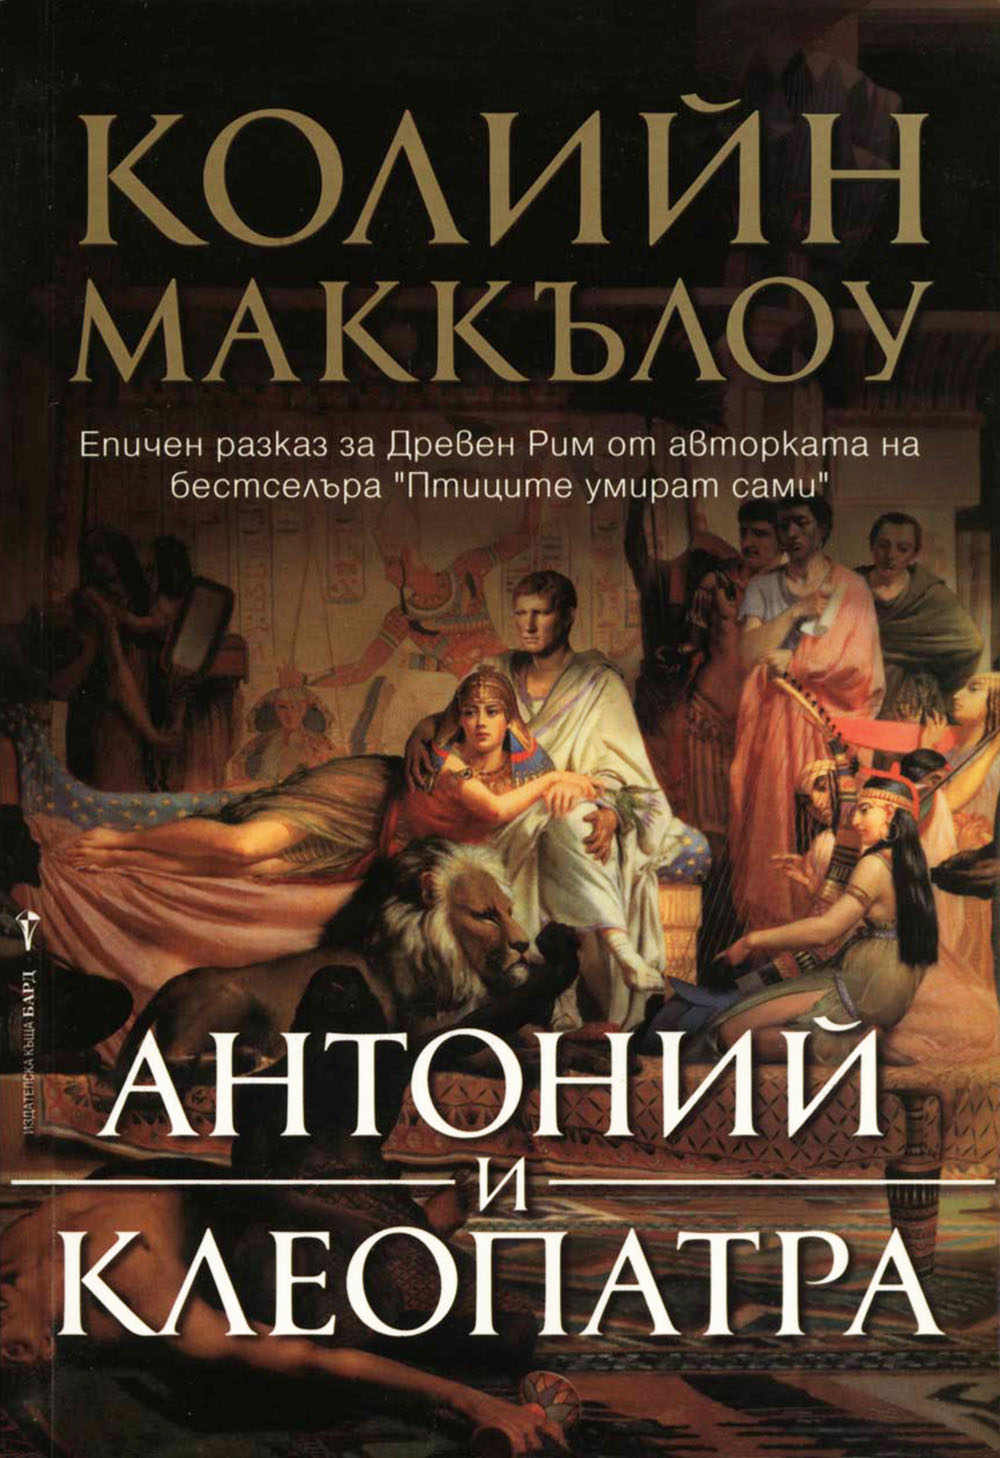 КОЛИЙН
МАККЪЛОУ
Епичен разказ за Древен Рим от авторката на
бестселъра "Птиците умират сами"
ИЗДАТЕЛСКА КЪЩА БАРД
АНТОНИЙ
И
КЛЕОПАТРА